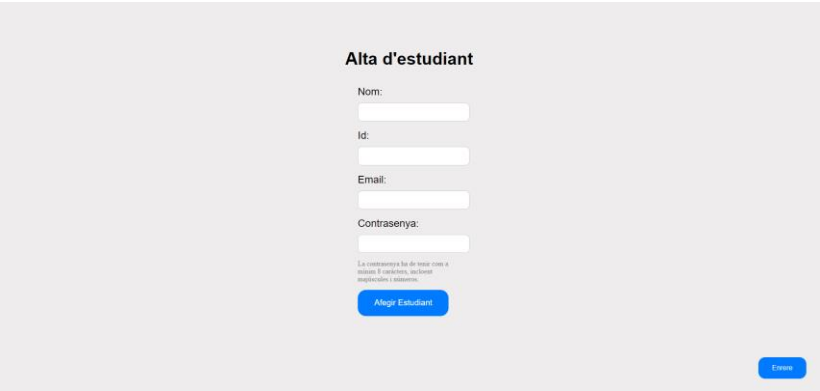 Alta d'estudiant
Nom:
Id:
Email:
Contrasenya:
La contrasenya ha de tenir com a
mínim 8 caràcters, incloent
majúscules i números.
Afegir Estudiant
Enrere